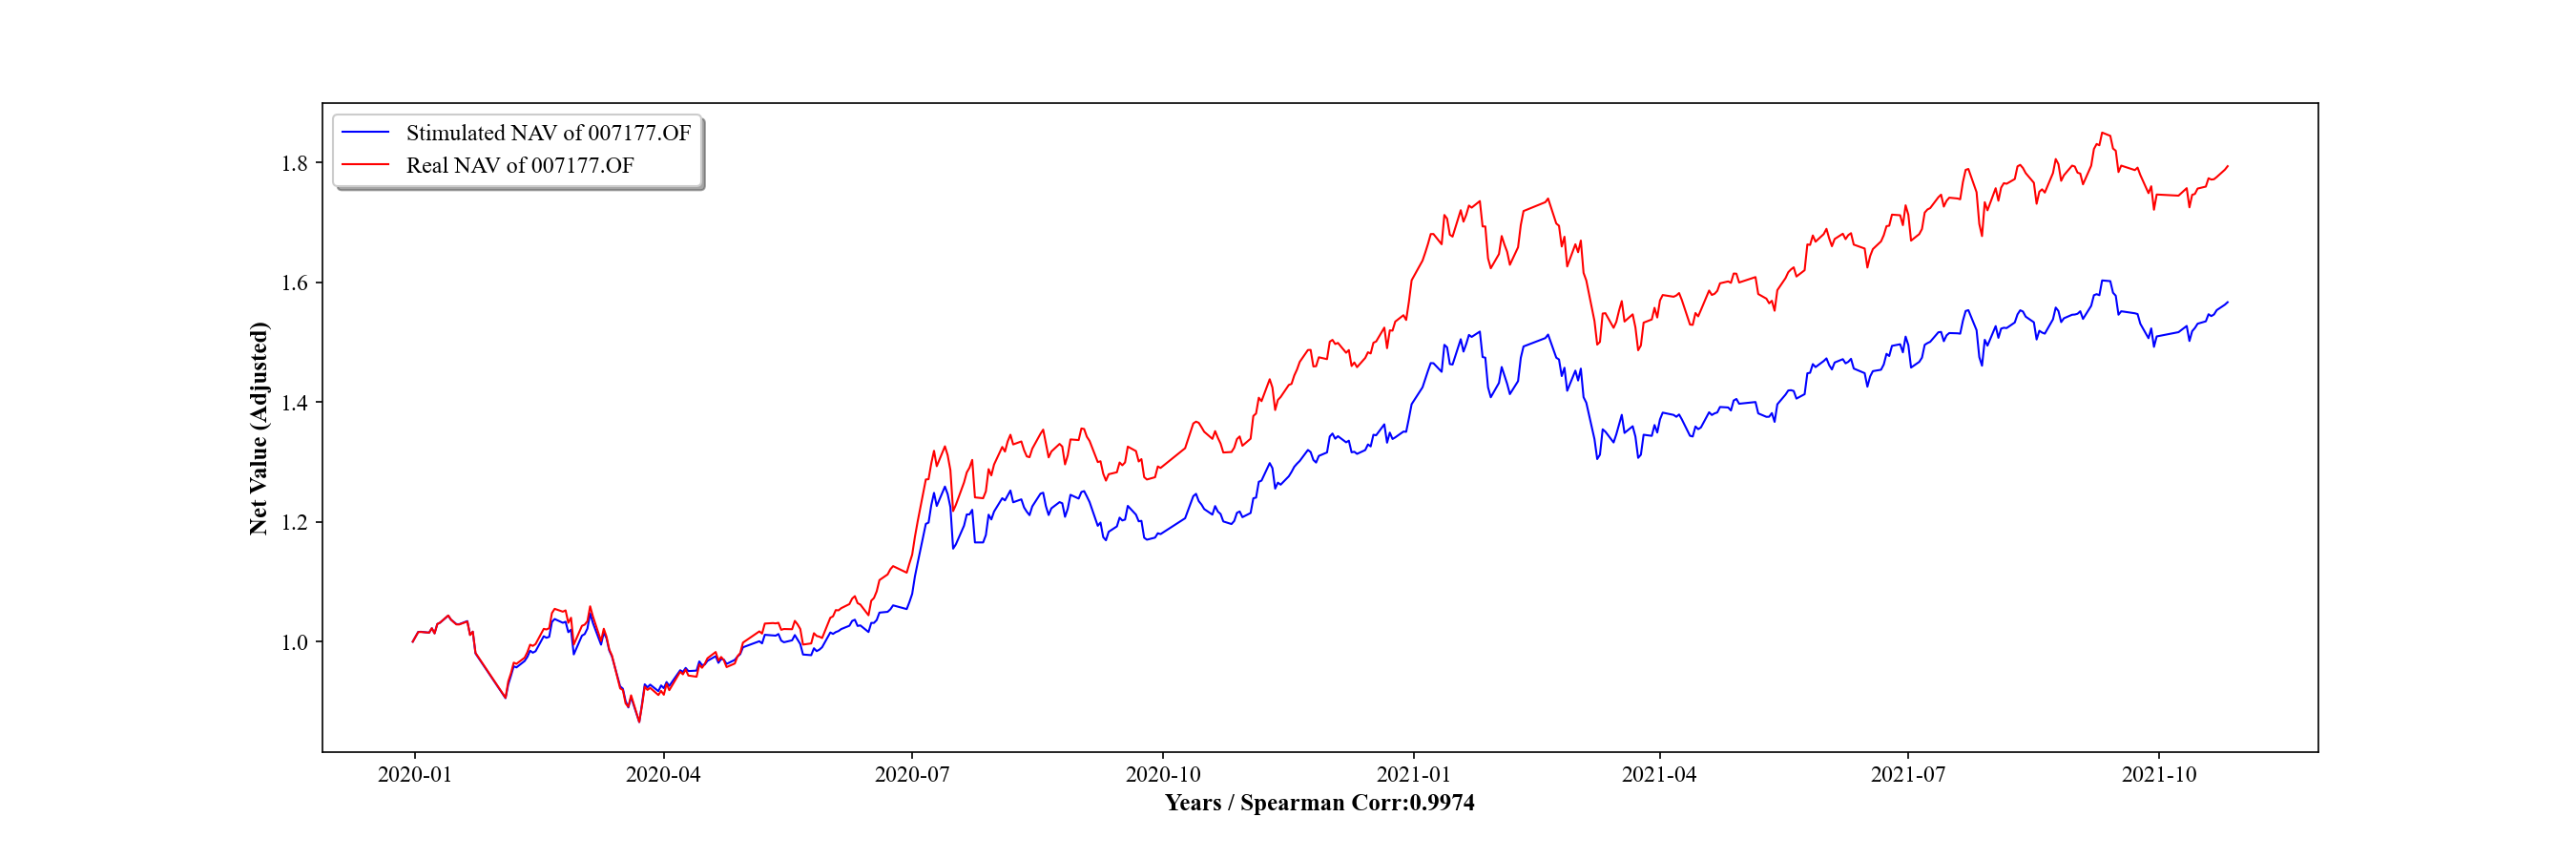 Stimulated NAV of 007177.OF
Real NAV of 007177.OF
Net Value (Adjusted)
1.8
1.6
1.4
1.2
1.0
2020-01 2020-04 2020-07 2020-10 2021-01 2021-04 2021-07 2021-10
Years / Spearman Corr:0.9974